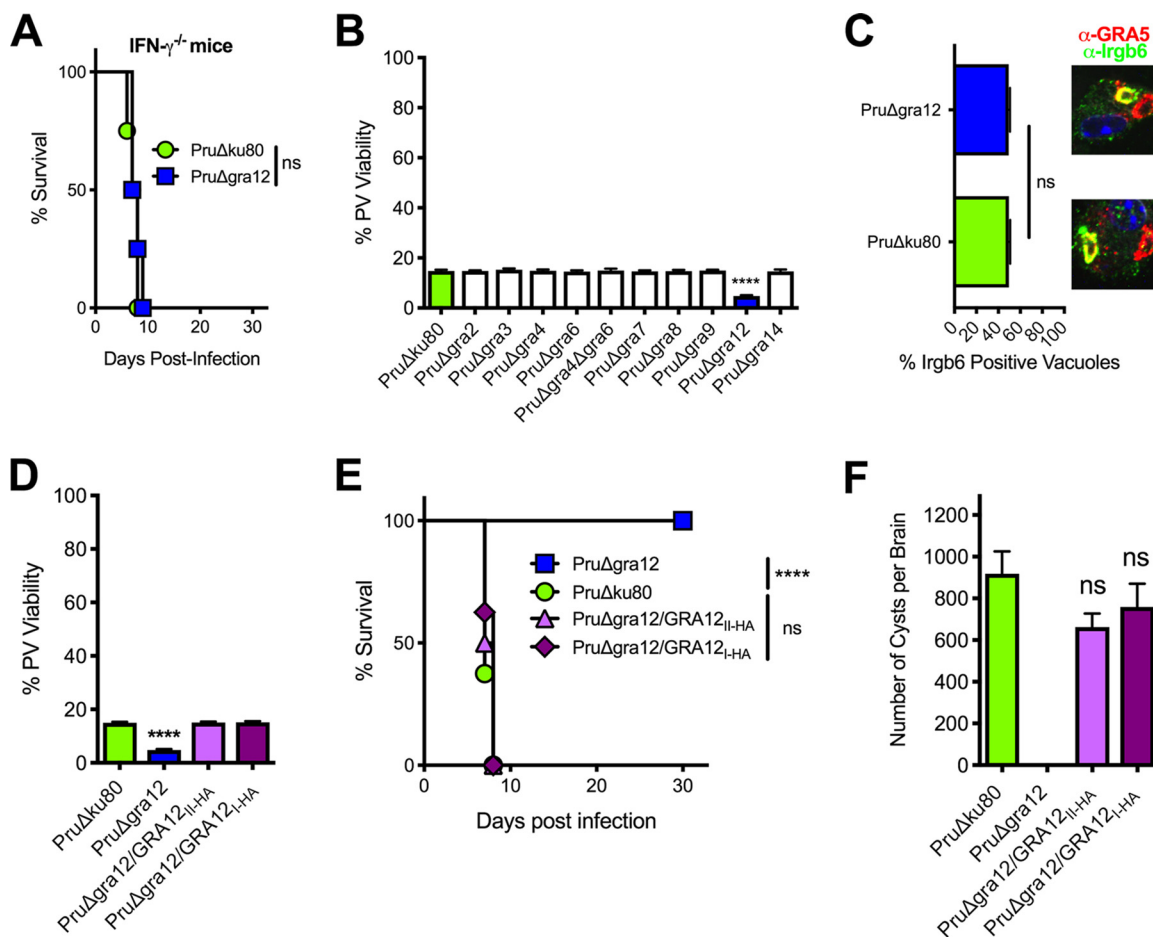 A
IFN-γ-/- mice
% Survival
100
50
0
0 10 20 30
Days Post-Infection
PruΔku80
PruΔgra12
ns
B
% PV Viability
100
80
60
40
20
0
****
PruΔku80
PruΔgra2
PruΔgra3
PruΔgra4
PruΔgra6
PruΔgra4Δgra6
PruΔgra7
PruΔgra8
PruΔgra9
PruΔgra12
PruΔgra14
C
α-GRA5
α-Irgb6
PruΔgra12
PruΔku80
ns
0 20 40 60 80 100
% Irgb6 Positive Vacuoles
D
% PV Viability
100
80
60
40
20
0
****
PruΔku80
PruΔgra12
PruΔgra12/GRA12II-HA
PruΔgra12/GRA12I-HA
E
% Survival
100
50
0
0 10 20 30
Days post infection
PruΔgra12
PruΔku80
PruΔgra12/GRA12II-HA
PruΔgra12/GRA12I-HA
****
ns
F
Number of Cysts per Brain
1200
1000
800
600
400
200
0
ns
ns
PruΔku80
PruΔgra12
PruΔgra12/GRA12II-HA
PruΔgra12/GRA12I-HA